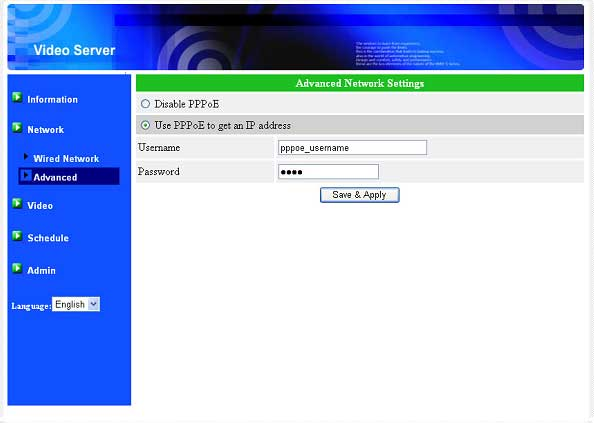 Video Server
Information
Network
Wired Network
Advanced
Video
Schedule
Admin
Language: English
Advanced Network Settings
Disable PPPoE
Use PPPoE to get an IP address
Username pppoe_username
Password ●●●●
Save & Apply